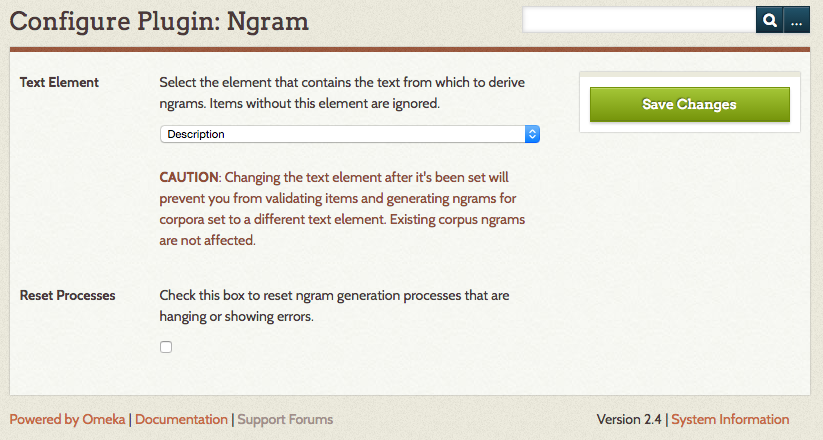 Configure Plugin: Ngram
...
Text Element
Select the element that contains the text from which to derive
ngrams. Items without this element are ignored.
Description
CAUTION: Changing the text element after it's been set will
prevent you from validating items and generating ngrams for
corpora set to a different text element. Existing corpus ngrams
are not affected.
Save Changes
Reset Processes
Check this box to reset ngram generation processes that are
hanging or showing errors.
Powered by Omeka | Documentation | Support Forums
Version 2.4 | System Information